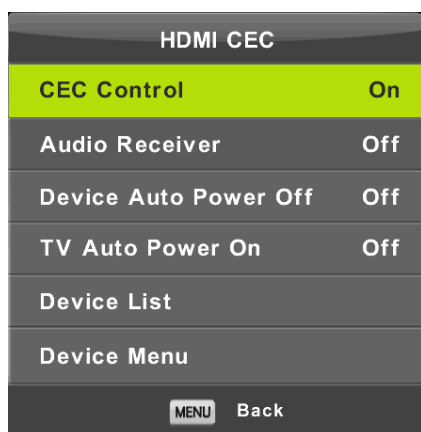 HDMI CEC
CEC Control On
Audio Receiver Off
Device Auto Power Off Off
TV Auto Power On Off
Device List
Device Menu
MENU Back